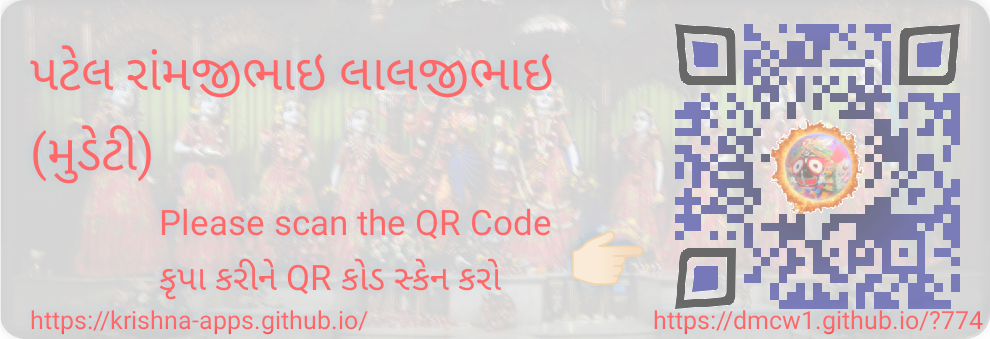 પટેલ રાંમજીભાઇ લાલજીભાઇ
(મુડેટી)
Please scan the QR Code
કૃપા કરીને QR કોડ સ્કેન કરો
https://krishna-apps.github.io/
https://dmcw1.github.io/?774